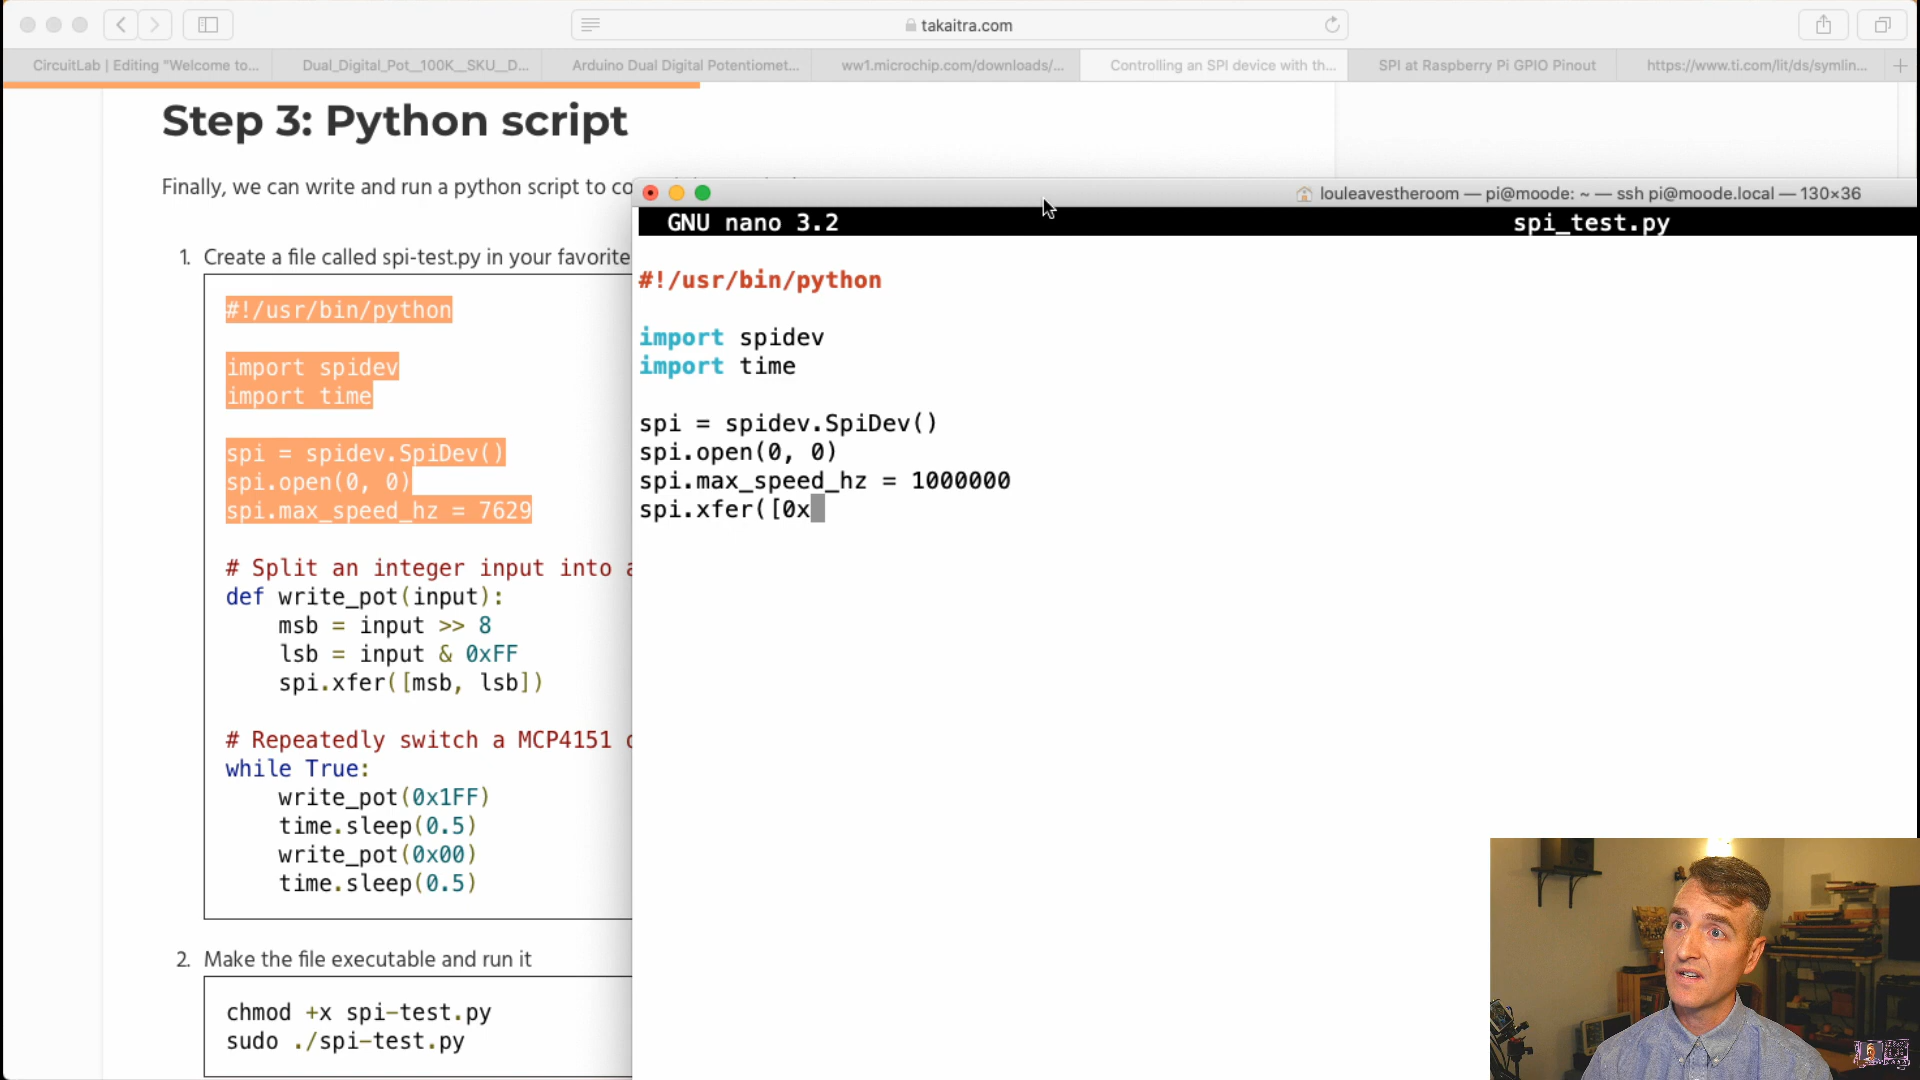 takaitra.com
CircuitLab | Editing "Welcome to...
Dual_Digital_Pot__100K__SKU__D...
Arduino Dual Digital Potentiomet...
ww1.microchip.com/downloads/...
Controlling an SPI device with th...
SPI at Raspberry Pi GPIO Pinout
https://www.ti.com/lit/ds/symlin...
Step 3: Python script
Finally, we can write and run a python script to co
1. Create a file called spi-test.py in your favorite
#!/usr/bin/python
import spidev
import time
spi = spidev.SpiDev()
spi.open(0, 0)
spi.max_speed_hz = 7629
# Split an integer input into a
def write_pot(input):
msb = input >> 8
lsb = input & 0xFF
spi.xfer([msb, lsb])
# Repeatedly switch a MCP4151 o
while True:
write_pot(0x1FF)
time.sleep(0.5)
write_pot(0x00)
time.sleep(0.5)
2. Make the file executable and run it
chmod +x spi-test.py
sudo ./spi-test.py
louleavestheroom — pi@moode: ~ — ssh pi@moode.local — 130×36
GNU nano 3.2
spi_test.py
#!/usr/bin/python
import spidev
import time
spi = spidev.SpiDev()
spi.open(0, 0)
spi.max_speed_hz = 1000000
spi.xfer([0x